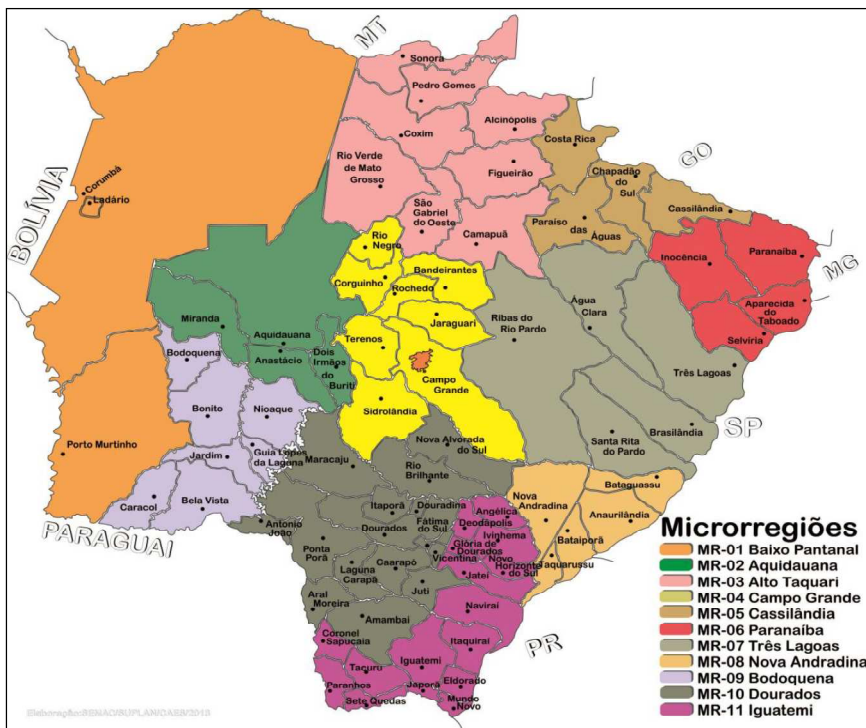 MT
Sonora
Pedro Gomes
Coxim
Alcinópolis
Rio Verde
de Mato
Grosso
Figueirão
São
Gabriel
do Oeste
Camapuã
Costa Rica
GO
Chapadão
do
Sul
Cassilândia
Paraíso
das
Águas
BOLÍVIA
Corumbá
Ladário
Rio
Negro
Bandeirantes
Corguinho
Rochedo
Jaraguari
Inocência
Paranaíba
MG
Aparecida
do
Taboado
Selvíria
Água
Clara
Ribas do
Rio Pardo
Três Lagoas
Miranda
Aquidauana
Anastácio
Dois
Irmãos
do
Buriti
Terenos
Campo
Grande
Sidrolândia
Bodoquena
Bonito
Nioaque
Porto Murtinho
Jardim
Guia Lopes
da Laguna
Caracol
Bela Vista
PARAGUAI
Brasilândia
SP
Santa Rita
do Pardo
Maracaju
Nova Alvorada
do Sul
Rio
Brilhante
Bataguassu
Nova
Andradina
Anaurilândia
Bataiporã
Taquarussu
Antonio
João
Itaporã
Douradina
Dourados
Fátima
do Sul
Angélica
Deodápolis
Ivinhema
Glória de
Dourados
Vicentina
Novo
Horizonte
do Sul
Jateí
Ponta
Porã
Laguna
Carapã
Caarapó
Juti
Aral
Moreira
Amambai
Naviraí
Coronel
Sapucaia
Itaquiraí
PR
Tacuru
Iguatemi
Paranhos
Eldorado
Japorã
Sete Quedas
Mundo
Novo
Microrregiões
MR-01 Baixo Pantanal
MR-02 Aquidauana
MR-03 Alto Taquari
MR-04 Campo Grande
MR-05 Cassilândia
MR-06 Paranaíba
MR-07 Três Lagoas
MR-08 Nova Andradina
MR-09 Bodoquena
MR-10 Dourados
MR-11 Iguatemi